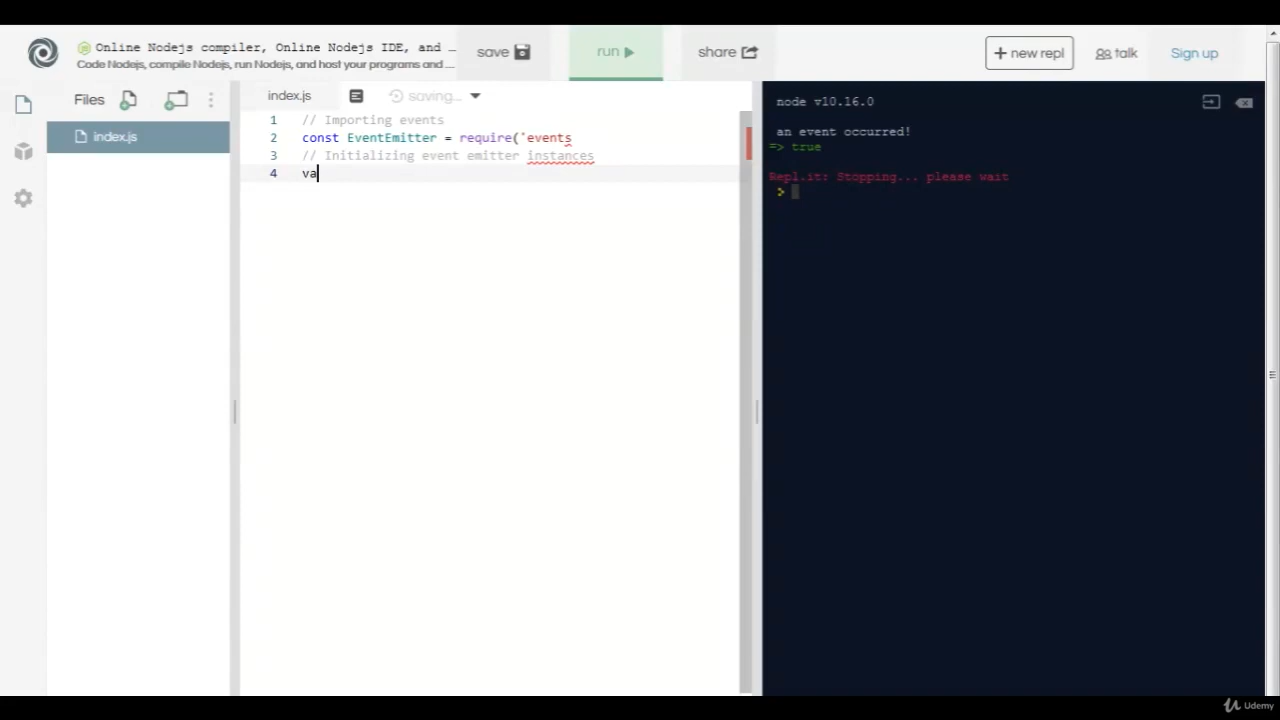 Online Nodejs compiler, Online Nodejs IDE, and ...
Code Nodejs, compile Nodejs, run Nodejs, and host your programs and ...
save
run
share
+ new repl
talk
Sign up
Files
index.js
index.js
saving...
1 // Importing events
2 const EventEmitter = require('events
3 // Initializing event emitter instances
4 va
node v10.16.0
an event occurred!
=> true
Repl.it: Stopping... please wait
>
Udemy